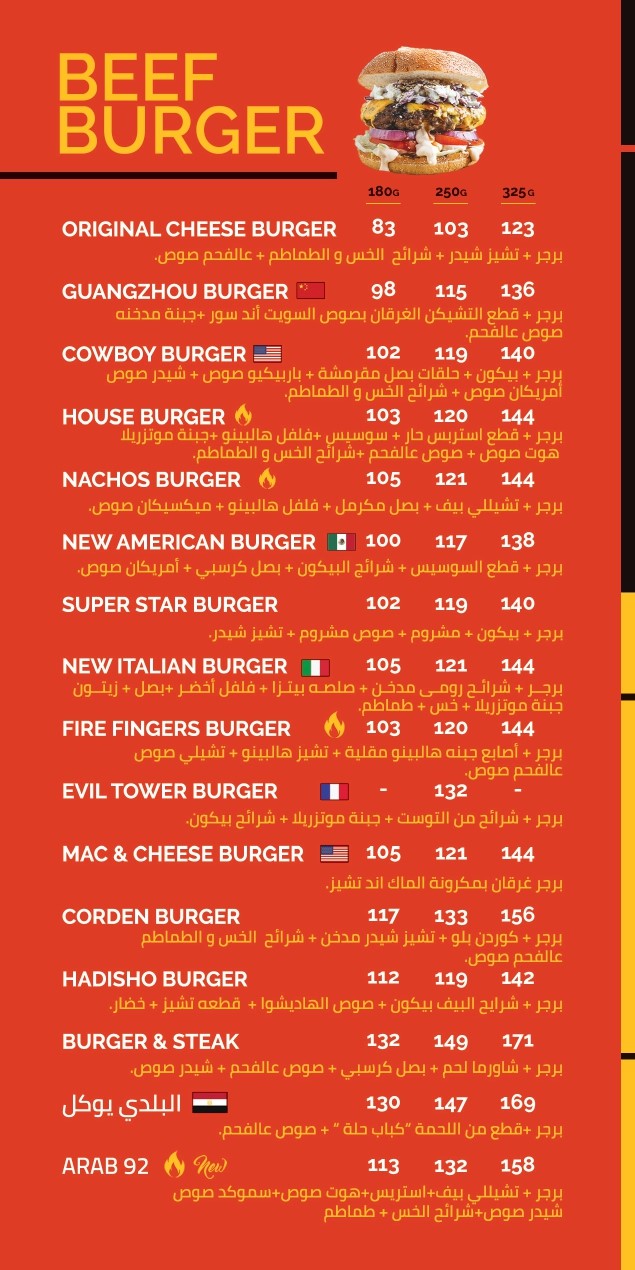 BEEF
BURGER
180G 250G 325G
ORIGINAL CHEESE BURGER 83 103 123
برجر + تشيز شيدر + شرائح الخس و الطماطم + عالفحم صوص.
GUANGZHOU BURGER 98 115 136
برجر + قطع التشيكن الغرقان بصوص السويت أند سور +جبنة مدخنه
صوص عالفحم.
COWBOY BURGER 102 119 140
برجر + بيكون + حلقات بصل مقرمشة + باربيكيو صوص + شيدر صوص
أمريكان صوص + شرائح الخس و الطماطم.
HOUSE BURGER 103 120 144
برجر + قطع استربس حار + سوسيس +فلفل هالبينو +جبنة موتزريلا
هوت صوص + صوص عالفحم +شرائح الخس و الطماطم.
NACHOS BURGER 105 121 144
برجر + تشيللي بيف + بصل مكرمل + فلفل هالبينو + ميكسيكان صوص.
NEW AMERICAN BURGER 100 117 138
برجر + قطع السوسيس + شرائح البيكون + بصل كرسبي + أمريكان صوص.
SUPER STAR BURGER 102 119 140
برجر + بيكون + مشروم + صوص مشروم + تشيز شيدر.
NEW ITALIAN BURGER 105 121 144
برجــر + شرائـح رومـى مدخـن + صلصـه بيتـزا + فلفل أخضـر +بصل + زيتــون
جبنة موتزريلا + خس + طماطم.
FIRE FINGERS BURGER 103 120 144
برجر + أصابع جبنه هالبينو مقلية + تشيز هالبينو + تشيلي صوص
عالفحم صوص.
EVIL TOWER BURGER - 132 -
برجر + شرائح من التوست + جبنة موتزريلا + شرائح بيكون.
MAC & CHEESE BURGER 105 121 144
برجر غرقان بمكرونة الماك اند تشيز.
CORDEN BURGER 117 133 156
برجر + كوردن بلو + تشيز شيدر مدخن + شرائح الخس و الطماطم
عالفحم صوص.
HADISHO BURGER 112 119 142
برجر + شرايح البيف بيكون + صوص الهاديشوا + قطعه تشيز + خضار.
BURGER & STEAK 132 149 171
برجر + شاورما لحم + بصل كرسبي + صوص عالفحم + شيدر صوص.
البلدي يوكل 130 147 169
برجر +قطع من اللحمة “كباب حلة ” + صوص عالفحم.
ARAB 92 New 113 132 158
برجر + تشيللي بيف+استربس+هوت صوص+سموكد صوص
شيدر صوص+شرائح الخس + طماطم